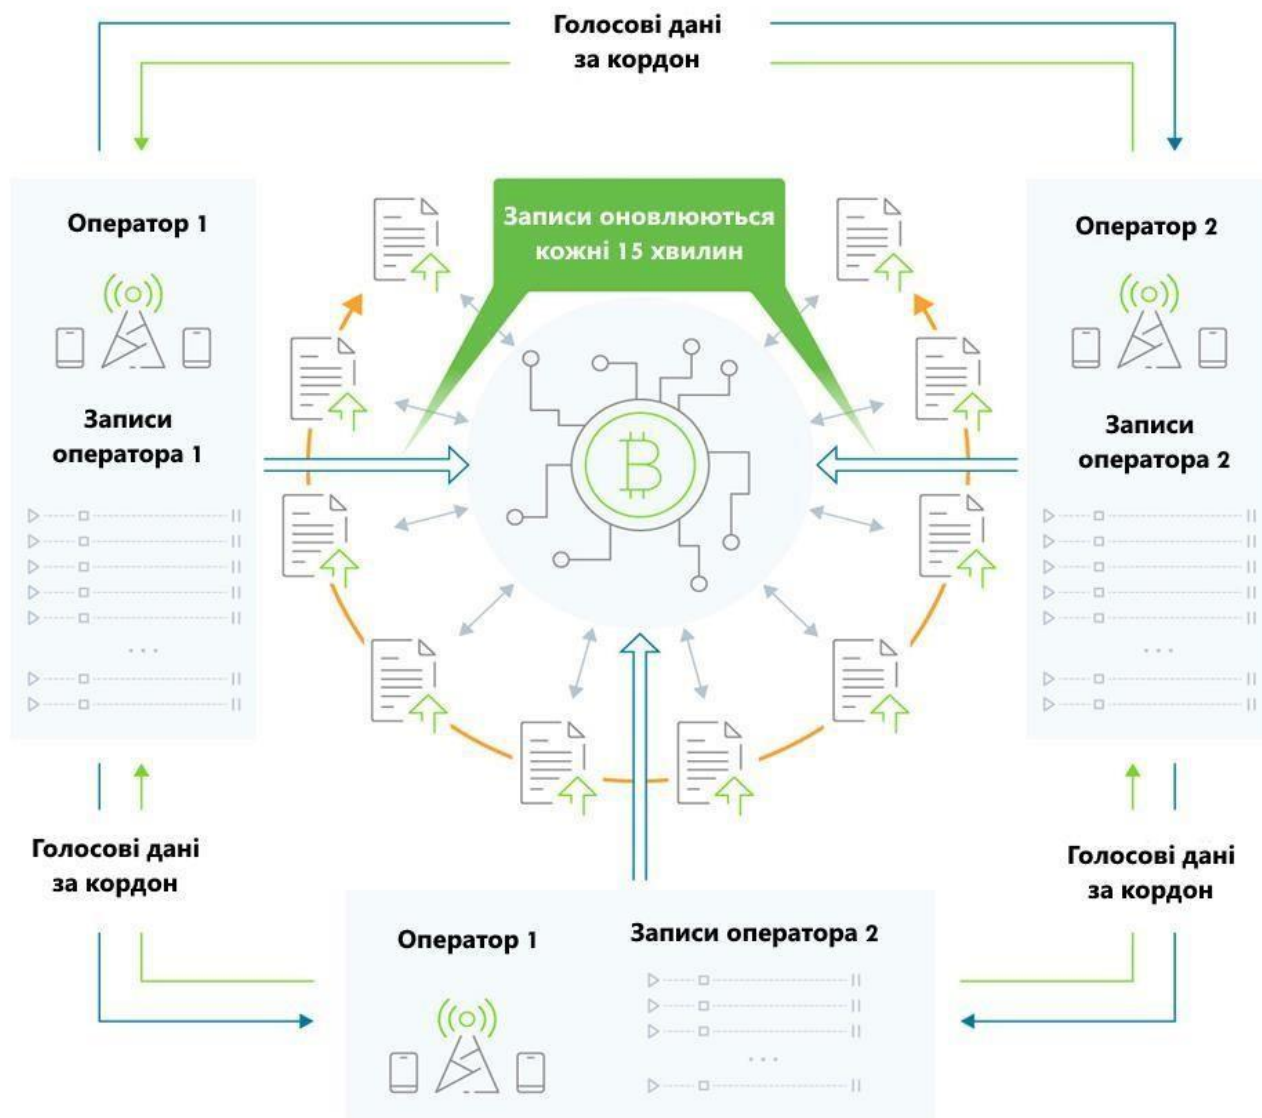 Голосові дані
за кордон
Оператор 1
Записи оновлюються
кожні 15 хвилин
Оператор 2
Записи
оператора 1
Записи
оператора 2
Голосові дані
за кордон
Голосові дані
за кордон
Оператор 1
Записи оператора 2